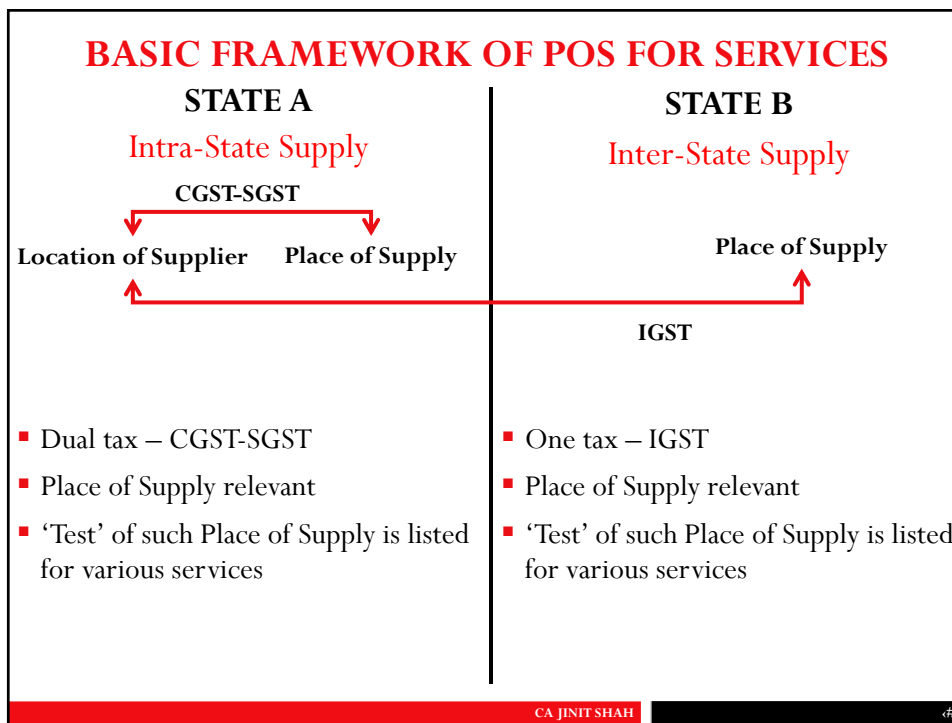 BASIC FRAMEWORK OF POS FOR SERVICES
STATE A
Intra-State Supply
CGST-SGST
Location of Supplier
Place of Supply
▪ Dual tax – CGST-SGST
▪ Place of Supply relevant
▪ ‘Test’ of such Place of Supply is listed
for various services
STATE B
Inter-State Supply
Place of Supply
IGST
▪ One tax – IGST
▪ Place of Supply relevant
▪ ‘Test’ of such Place of Supply is listed
for various services
CA JINIT SHAH